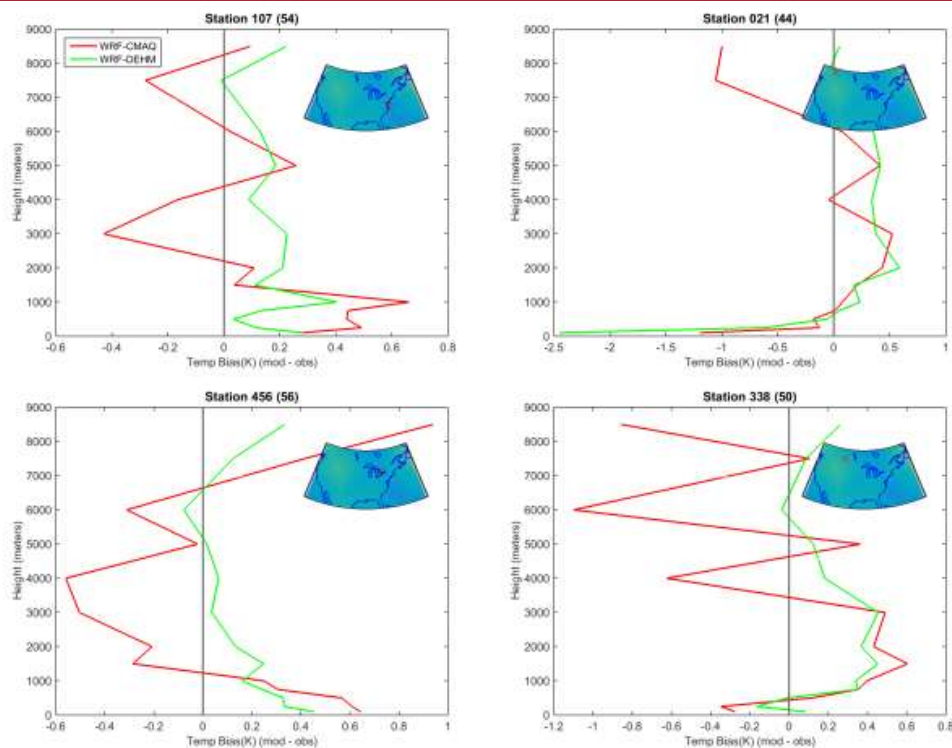 Station 107 (54)
WRF-CMAQ
WRF-DEHM
Height (meters)
9000
8000
7000
6000
5000
4000
3000
2000
1000
0
-0.6 -0.4 -0.2 0 0.2 0.4 0.6 0.8
Temp Bias(K) (mod - obs)
Station 021 (44)
Height (meters)
9000
8000
7000
6000
5000
4000
3000
2000
1000
0
-2.5 -2 -1.5 -1 -0.5 0 0.5 1
Temp Bias(K) (mod - obs)
Station 456 (56)
Height (meters)
9000
8000
7000
6000
5000
4000
3000
2000
1000
0
-0.6 -0.4 -0.2 0 0.2 0.4 0.6 0.8 1
Temp Bias(K) (mod - obs)
Station 338 (50)
Height (meters)
9000
8000
7000
6000
5000
4000
3000
2000
1000
0
-1.2 -1 -0.8 -0.6 -0.4 -0.2 0 0.2 0.4 0.6 0.8
Temp Bias(K) (mod - obs)